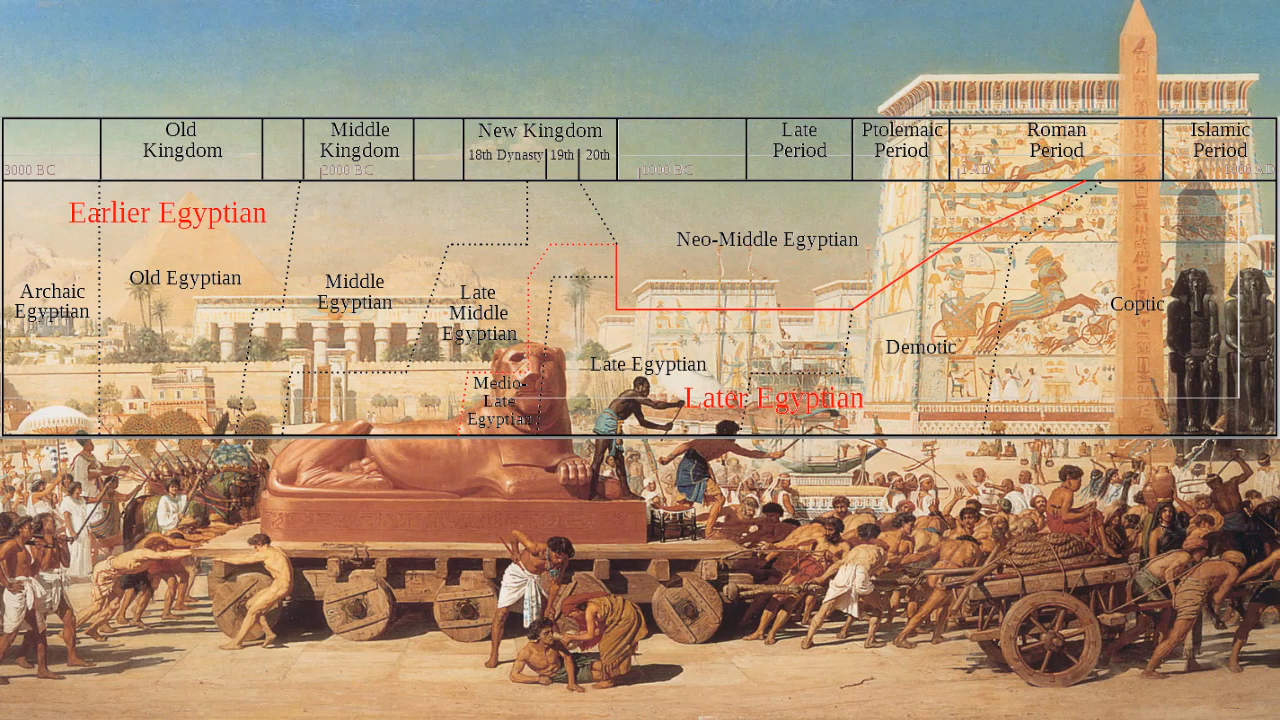 Old
Kingdom
Middle
Kingdom
New Kingdom
18th Dynasty
19th
20th
Late
Period
Ptolemaic
Period
Roman
Period
Islamic
Period
3000 BC
2000 BC
1000 BC
1 AD
1000 AD
Earlier Egyptian
Archaic
Egyptian
Old Egyptian
Middle
Egyptian
Late
Middle
Egyptian
Medio-
Late
Egyptian
Neo-Middle Egyptian
Late Egyptian
Later Egyptian
Demotic
Coptic